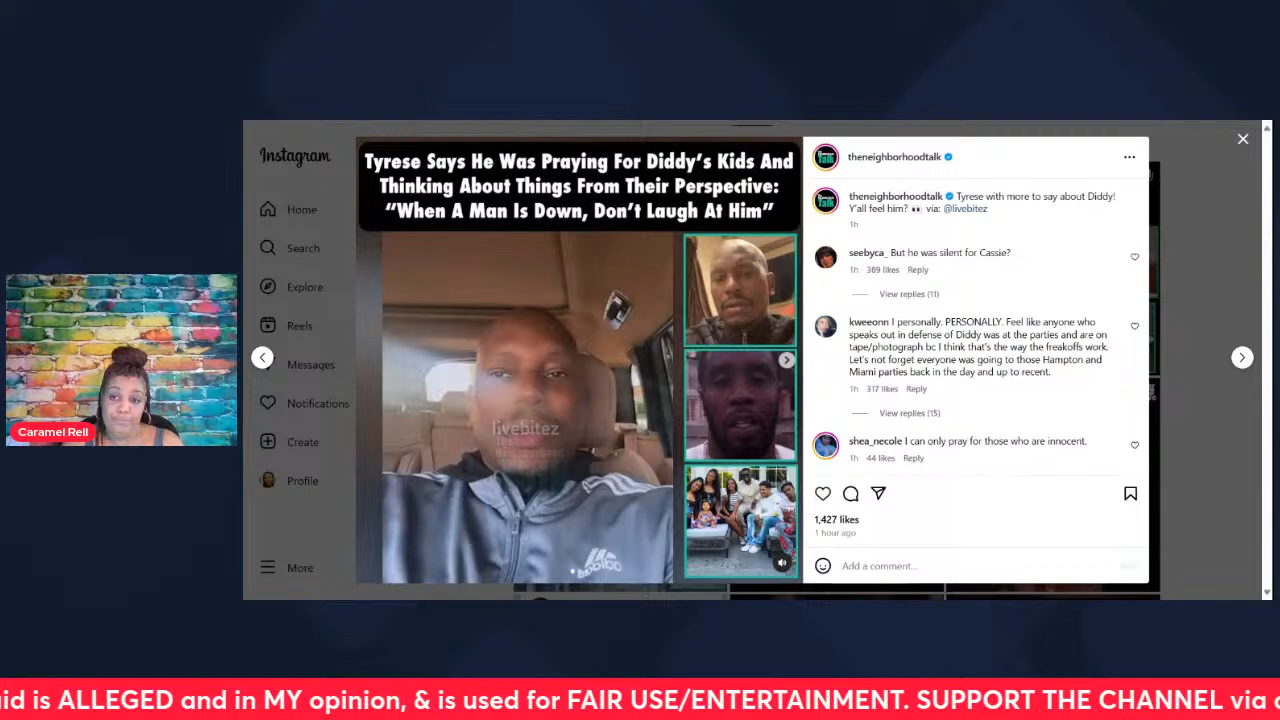 Instagram
Home
Search
Explore
Reels
Messages
Notifications
Create
Profile
More
Caramel Rell
Tyrese Says He Was Praying For Diddy's Kids And
Thinking About Things From Their Perspective:
“When A Man Is Down, Don't Laugh At Him”
livebitez
adidas
theneighborhoodtalk
theneighborhoodtalk Tyrese with more to say about Diddy!
Y'all feel him? 👀 via: @livebitez
1h
seebyca_ But he was silent for Cassie?
1h 369 likes Reply
View replies (11)
kweeonn I personally. PERSONALLY. Feel like anyone who
speaks out in defense of Diddy was at the parties and are on
tape/photograph bc I think that's the way the freakoffs work.
Let's not forget everyone was going to those Hampton and
Miami parties back in the day and up to recent.
1h 317 likes Reply
View replies (15)
shea_necole I can only pray for those who are innocent.
1h 44 likes Reply
1,427 likes
1 hour ago
Add a comment...
aid is ALLEGED and in MY opinion, & is used for FAIR USE/ENTERTAINMENT. SUPPORT THE CHANNEL via